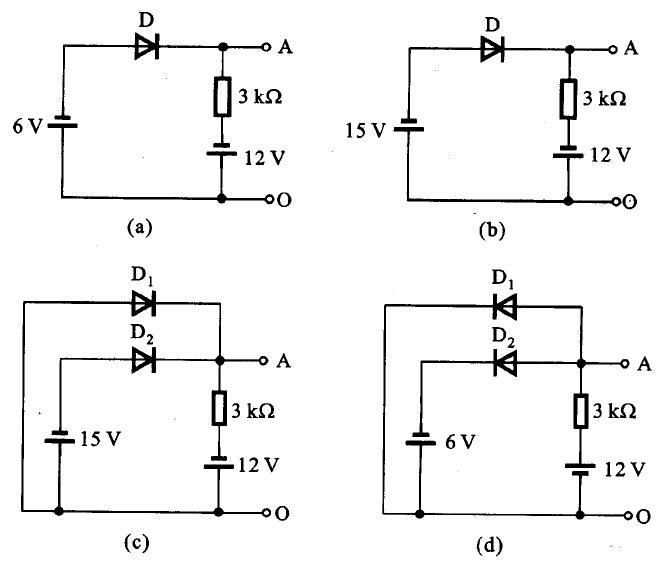 D
A
6 V
3 kΩ
12 V
O
(a)
D
A
15 V
3 kΩ
12 V
O
(b)
D₁
D₂
A
15 V
3 kΩ
12 V
O
(c)
D₁
D₂
A
6 V
3 kΩ
12 V
O
(d)